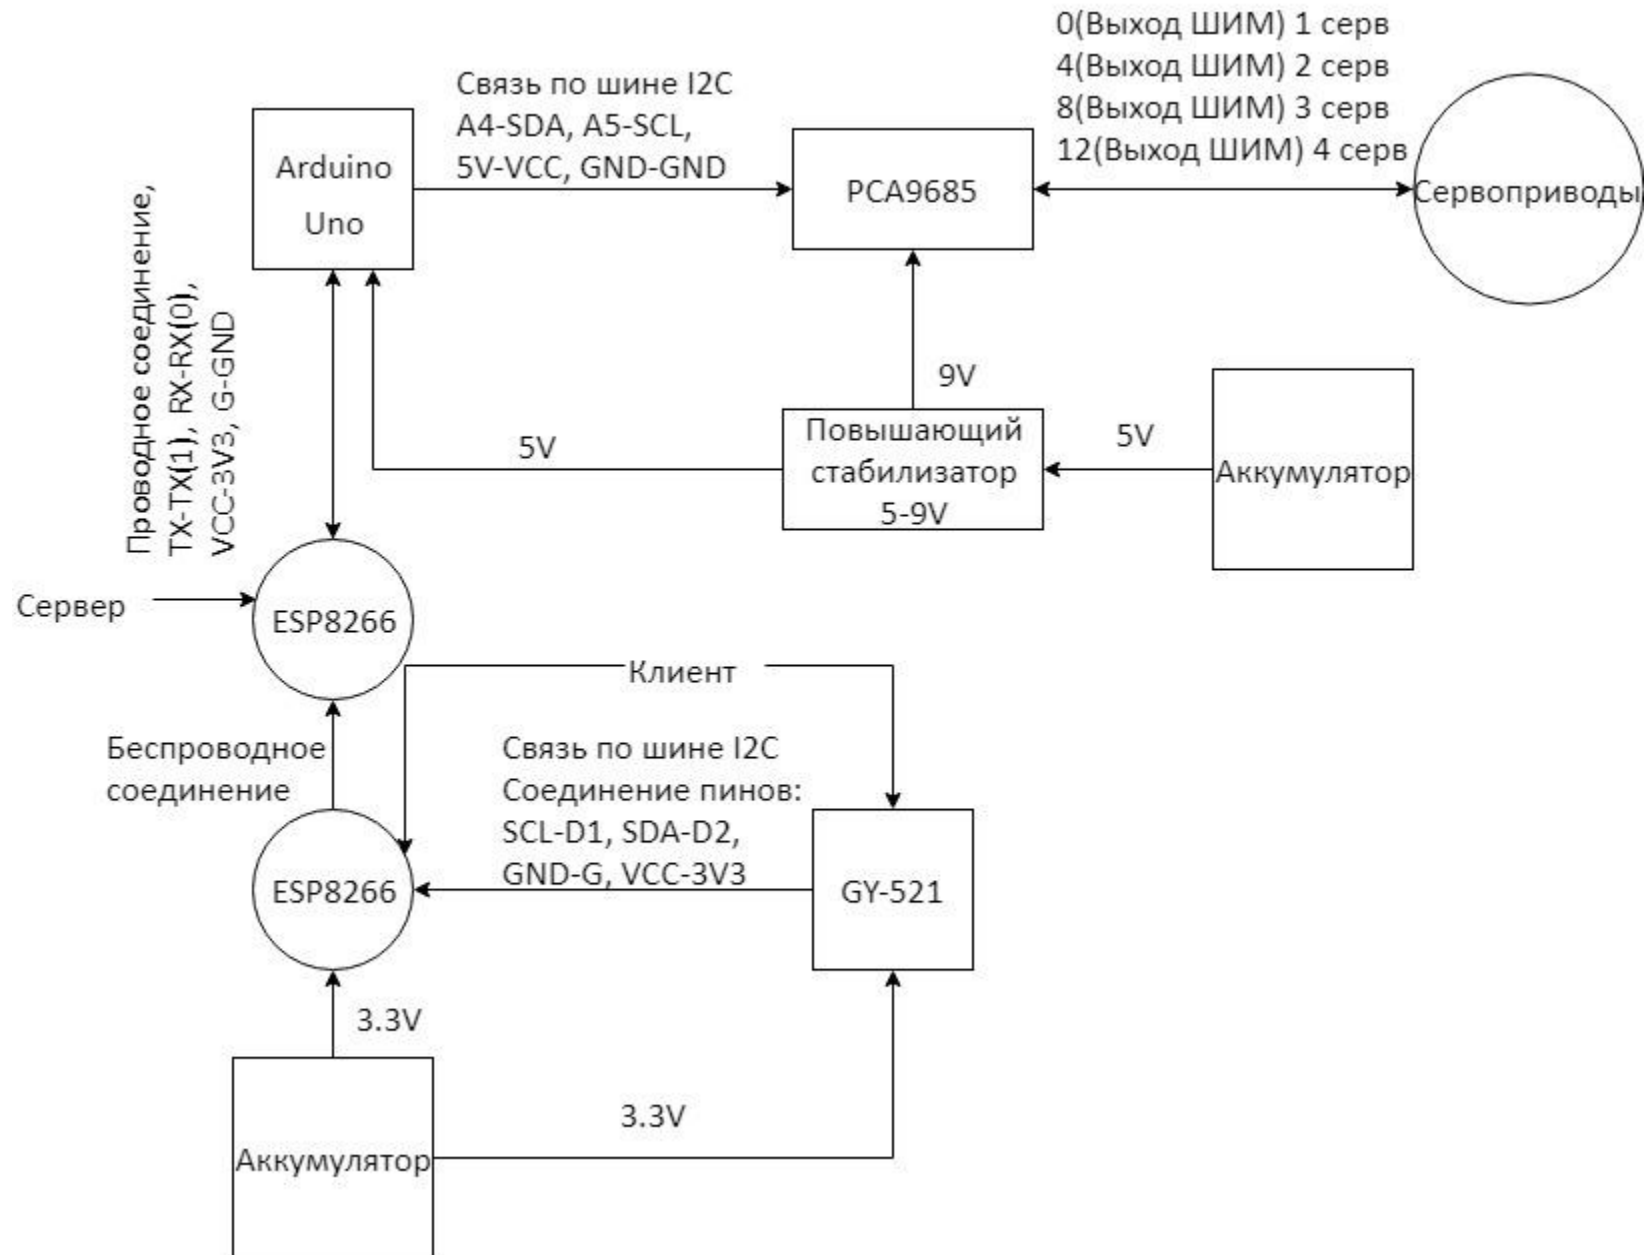 0(Выход ШИМ) 1 серв
4(Выход ШИМ) 2 серв
8(Выход ШИМ) 3 серв
12(Выход ШИМ) 4 серв
Связь по шине I2C
A4-SDA, A5-SCL,
5V-VCC, GND-GND
Arduino
Uno
PCA9685
Сервоприводы
Проводное соединение,
TX-TX(1), RX-RX(0),
VCC-3V3, G-GND
9V
5V
Повышающий
стабилизатор
5-9V
5V
Аккумулятор
Сервер
ESP8266
Клиент
Беспроводное
соединение
Связь по шине I2C
Соединение пинов:
SCL-D1, SDA-D2,
GND-G, VCC-3V3
ESP8266
GY-521
3.3V
3.3V
Аккумулятор